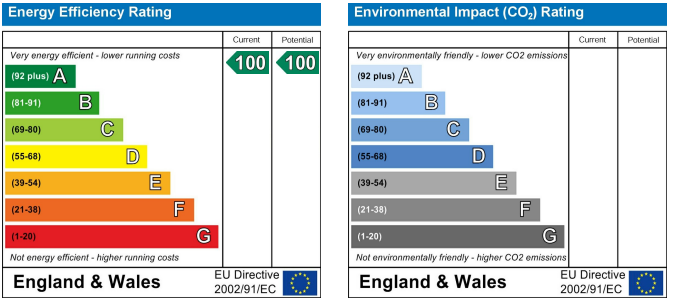 Energy Efficiency Rating
Current Potential
Very energy efficient - lower running costs
(92 plus) A
100 100
(81-91) B
(69-80) C
(55-68) D
(39-54) E
(21-38) F
(1-20) G
Not energy efficient - higher running costs
England & Wales
EU Directive
2002/91/EC
Environmental Impact (CO₂) Rating
Current Potential
Very environmentally friendly - lower CO2 emissions
(92 plus) A
(81-91) B
(69-80) C
(55-68) D
(39-54) E
(21-38) F
(1-20) G
Not environmentally friendly - higher CO2 emissions
England & Wales
EU Directive
2002/91/EC